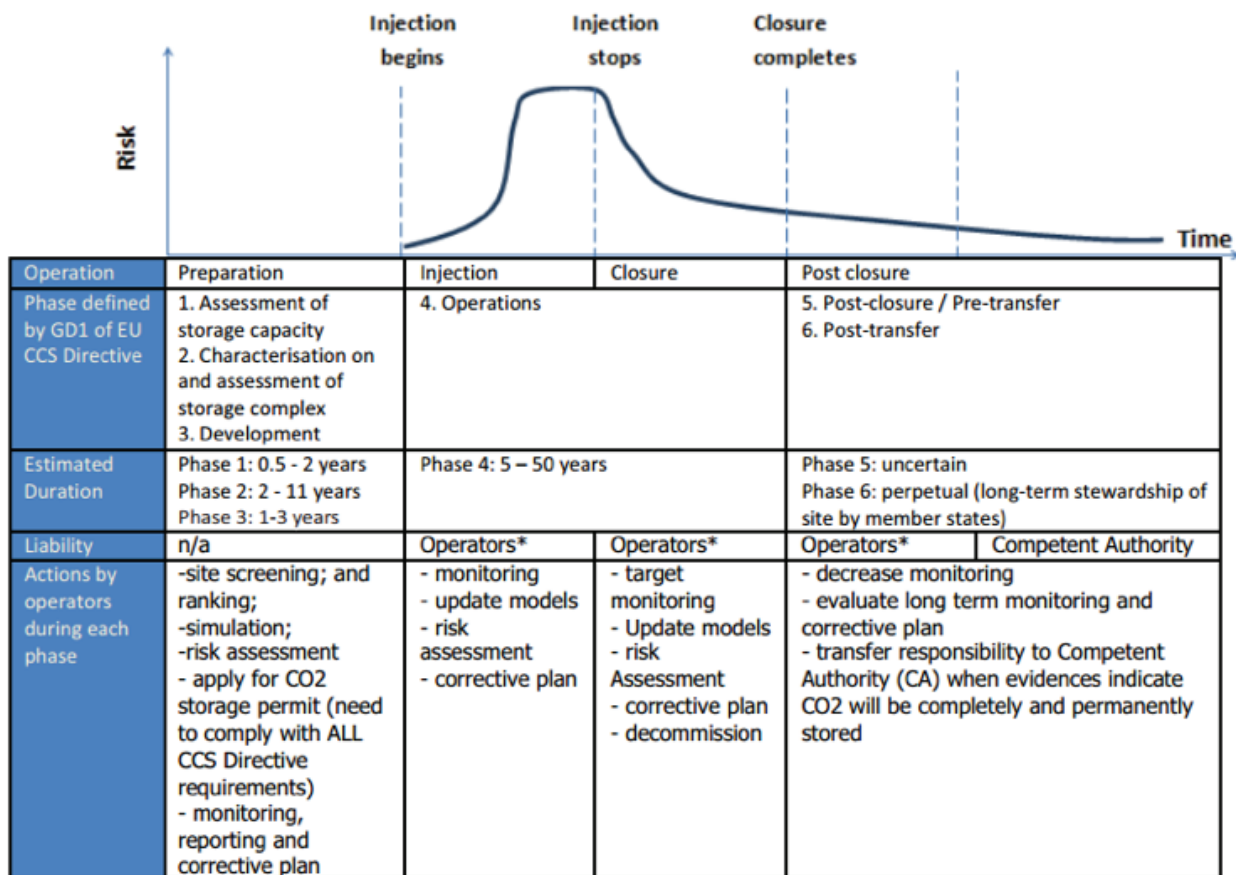 Injection begins
Injection stops
Closure completes
Risk
Time
Operation
Preparation
Injection
Closure
Post closure
Phase defined
by GD1 of EU
CCS Directive
1. Assessment of
storage capacity
2. Characterisation on
and assessment of
storage complex
3. Development
4. Operations
5. Post-closure / Pre-transfer
6. Post-transfer
Estimated
Duration
Phase 1: 0.5 - 2 years
Phase 2: 2 - 11 years
Phase 3: 1-3 years
Phase 4: 5 – 50 years
Phase 5: uncertain
Phase 6: perpetual (long-term stewardship of
site by member states)
Liability
n/a
Operators*
Operators*
Operators*
Competent Authority
Actions by
operators
during each
phase
-site screening; and
ranking;
-simulation;
-risk assessment
- apply for CO2
storage permit (need
to comply with ALL
CCS Directive
requirements)
- monitoring,
reporting and
corrective plan
- monitoring
- update models
- risk
assessment
- corrective plan
- target
monitoring
- Update models
- risk
Assessment
- corrective plan
- decommission
- decrease monitoring
- evaluate long term monitoring and
corrective plan
- transfer responsibility to Competent
Authority (CA) when evidences indicate
CO2 will be completely and permanently
stored